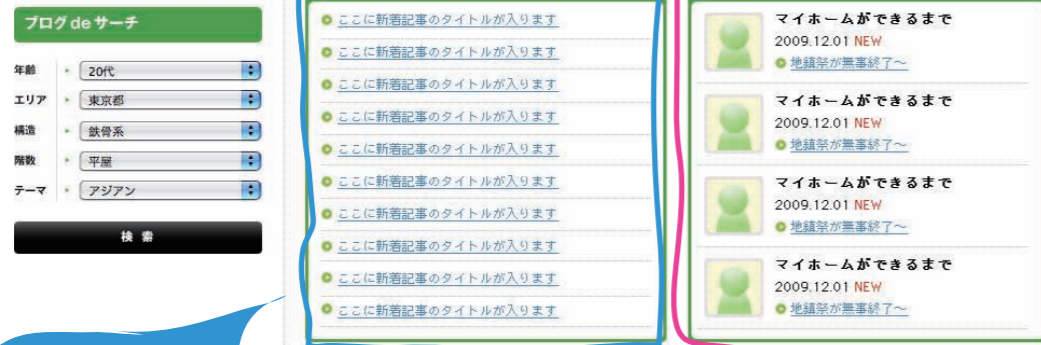 ブログ de サーチ
年齢 20代
エリア 東京都
構造 鉄骨系
階数 平屋
テーマ アジアン
検索
ここに新着記事のタイトルが入ります
ここに新着記事のタイトルが入ります
ここに新着記事のタイトルが入ります
ここに新着記事のタイトルが入ります
ここに新着記事のタイトルが入ります
ここに新着記事のタイトルが入ります
ここに新着記事のタイトルが入ります
ここに新着記事のタイトルが入ります
ここに新着記事のタイトルが入ります
ここに新着記事のタイトルが入ります
マイホームができるまで
2009.12.01 NEW
地鎮祭が無事終了～
マイホームができるまで
2009.12.01 NEW
地鎮祭が無事終了～
マイホームができるまで
2009.12.01 NEW
地鎮祭が無事終了～
マイホームができるまで
2009.12.01 NEW
地鎮祭が無事終了～